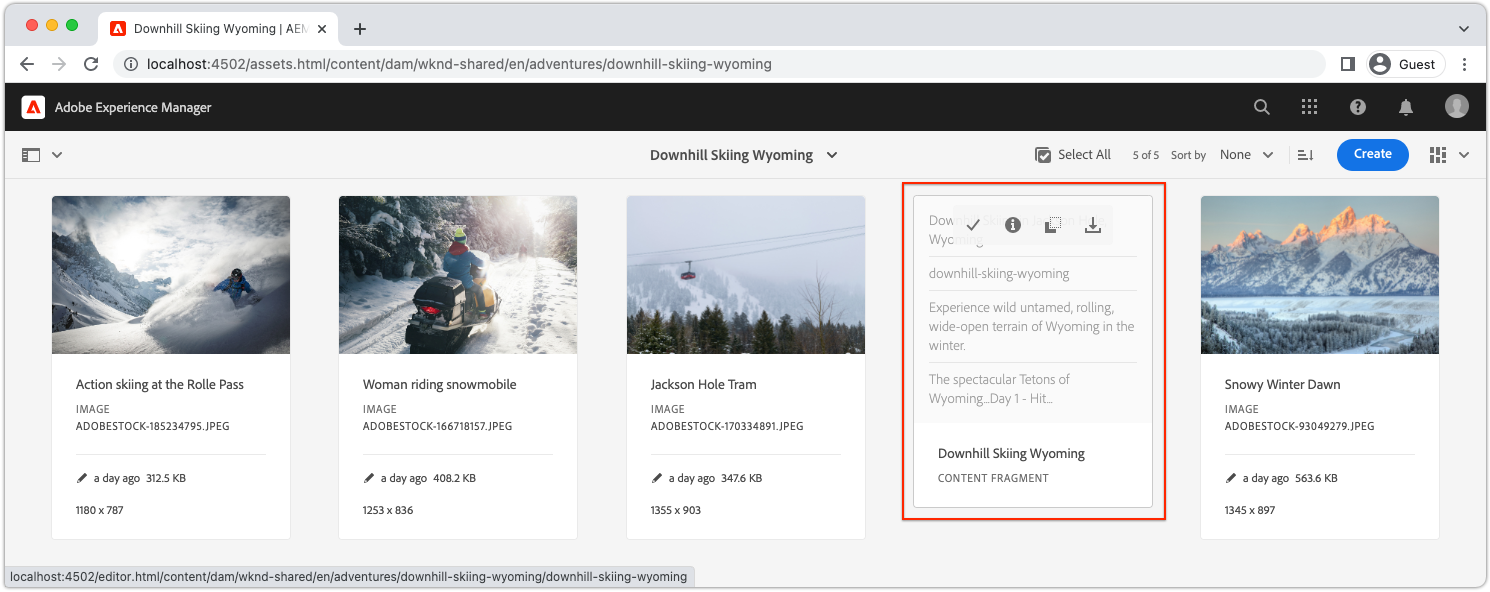 Downhill Skiing Wyoming | AEM
localhost:4502/assets.html/content/dam/wknd-shared/en/adventures/downhill-skiing-wyoming
Guest
Adobe Experience Manager
Downhill Skiing Wyoming
Select All
5 of 5
Sort by
None
Create
Action skiing at the Rolle Pass
IMAGE
ADOBESTOCK-185234795.JPEG
a day ago 312.5 KB
1180 x 787
Woman riding snowmobile
IMAGE
ADOBESTOCK-166718157.JPEG
a day ago 408.2 KB
1253 x 836
Jackson Hole Tram
IMAGE
ADOBESTOCK-170334891.JPEG
a day ago 347.6 KB
1355 x 903
Downhill Skiing in Jackson Hole,
Wyoming
downhill-skiing-wyoming
Experience wild untamed, rolling,
wide-open terrain of Wyoming in the
winter.
The spectacular Tetons of
Wyoming...Day 1 - Hit...
Downhill Skiing Wyoming
CONTENT FRAGMENT
Snowy Winter Dawn
IMAGE
ADOBESTOCK-93049279.JPEG
a day ago 563.6 KB
1345 x 897
localhost:4502/editor.html/content/dam/wknd-shared/en/adventures/downhill-skiing-wyoming/downhill-skiing-wyoming